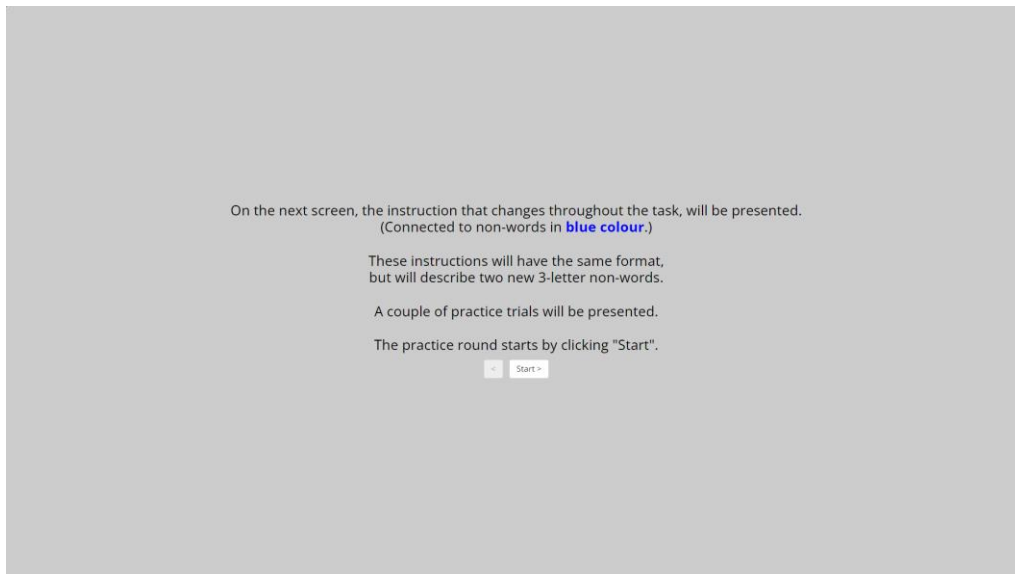 On the next screen, the instruction that changes throughout the task, will be presented.
(Connected to non-words in blue colour.)
These instructions will have the same format,
but will describe two new 3-letter non-words.
A couple of practice trials will be presented.
The practice round starts by clicking "Start".
< Start >